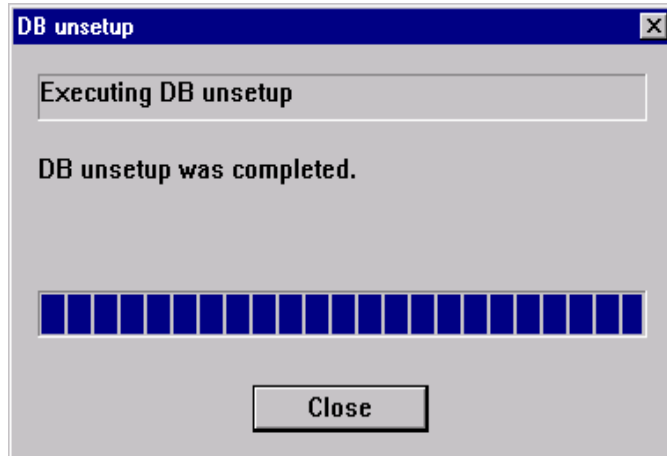 DB unsetup
Executing DB unsetup
DB unsetup was completed.
Close